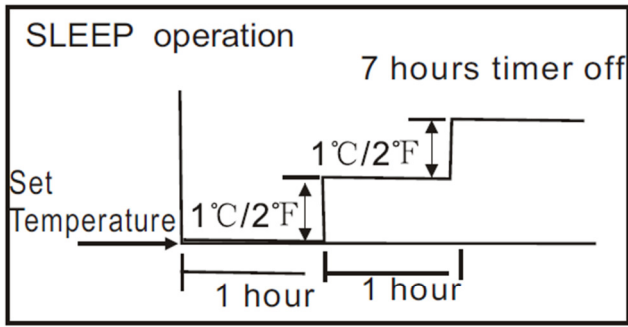 SLEEP operation
7 hours timer off
1℃/2℉
Set
Temperature
1℃/2℉
1 hour
1 hour